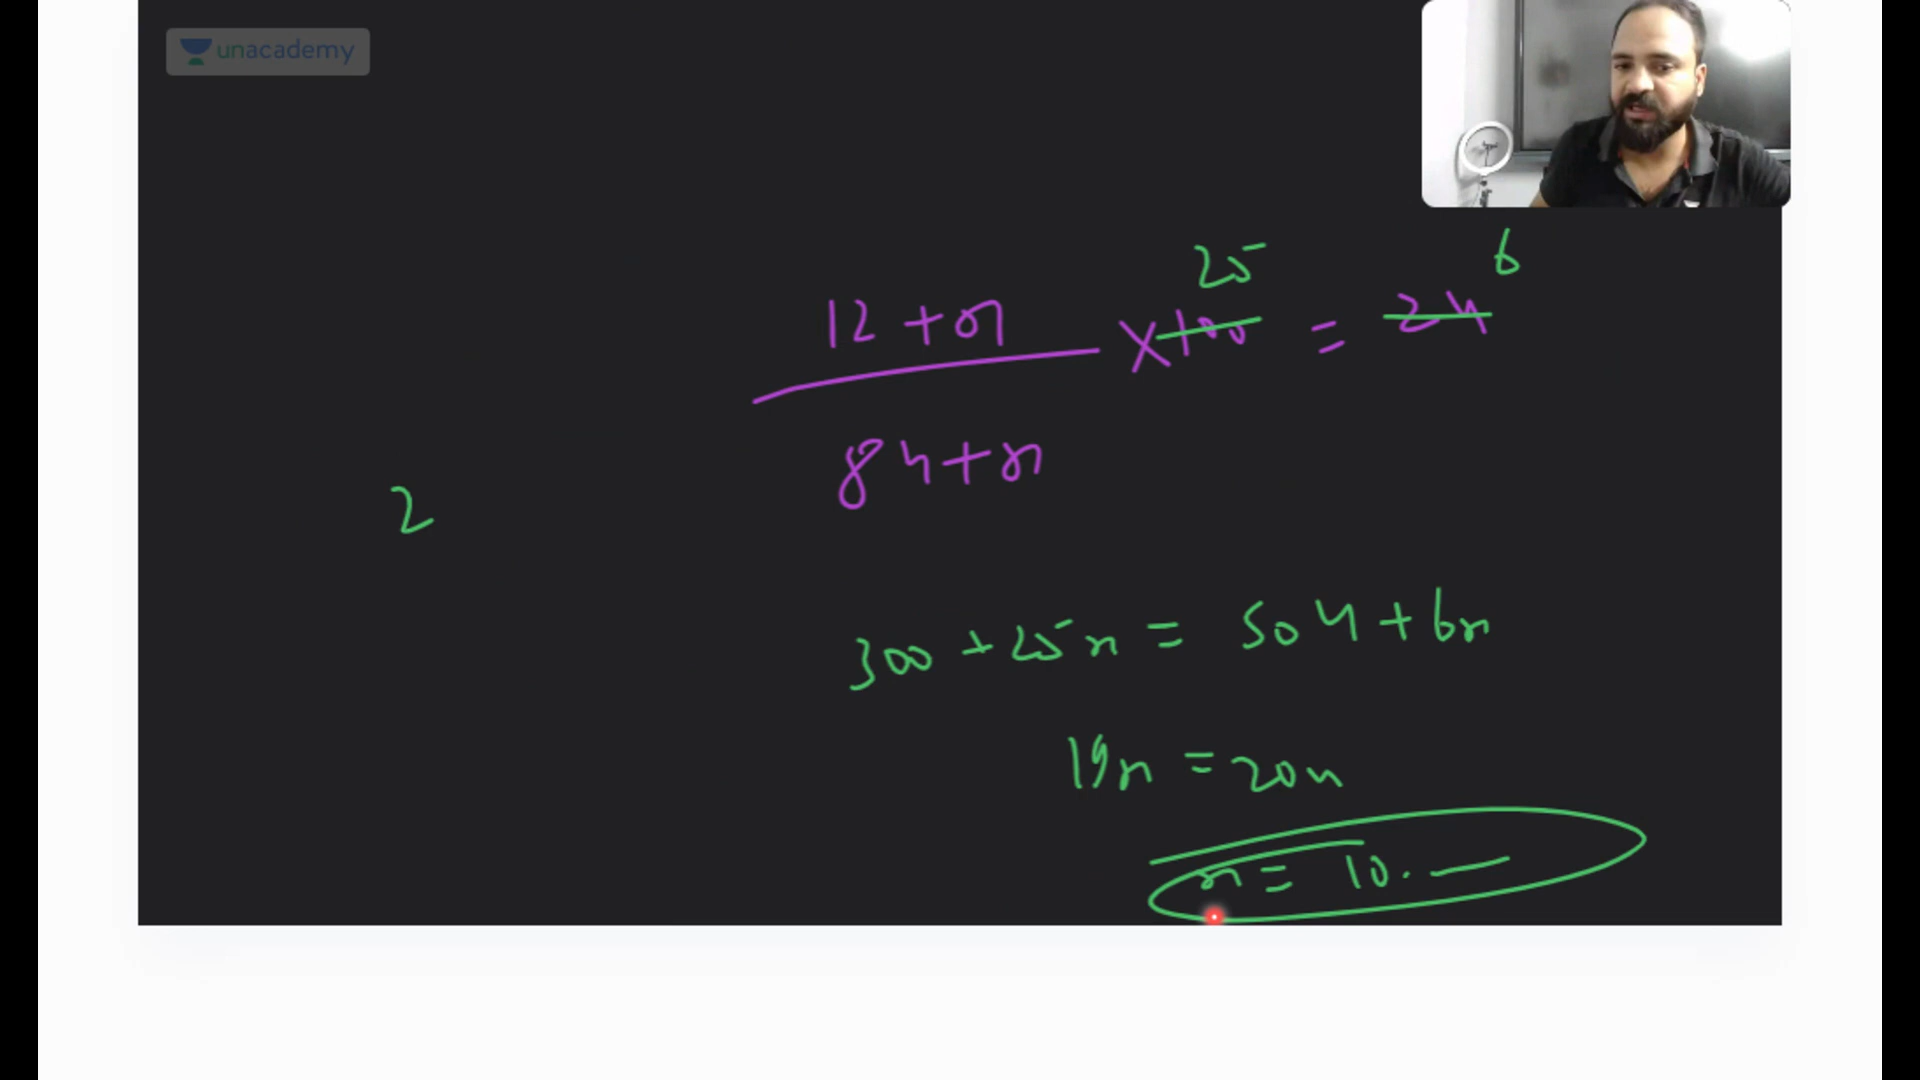 unacademy
25 6
12 + x × 100 = 24
84 + x
2
300 + 25x = 504 + 6x
19x = 204
x = 10.